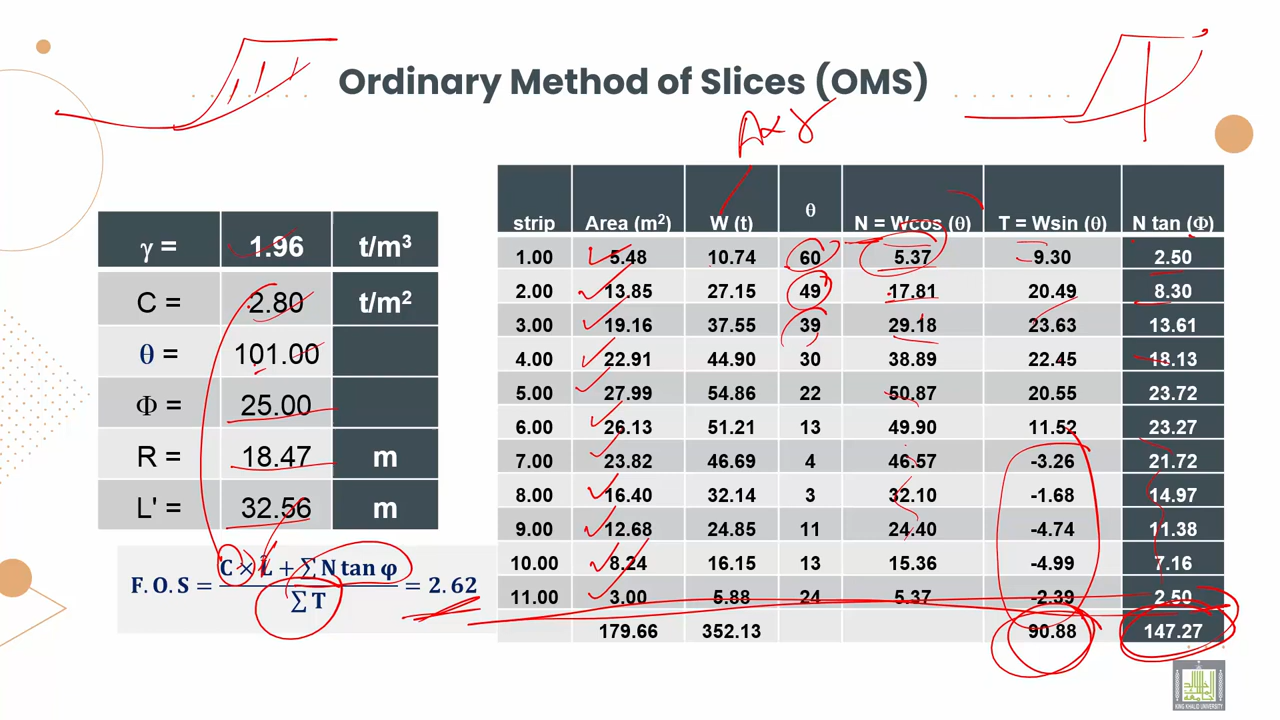 Ordinary Method of Slices (OMS)
A x γ
γ = 1.96 t/m³
C = 2.80 t/m²
θ = 101.00
Φ = 25.00
R = 18.47 m
L' = 32.56 m
F.O.S = (C × L + ∑ N tan φ) / ∑ T = 2.62
strip Area (m²) W (t) θ N = Wcos (θ) T = Wsin (θ) N tan (Φ)
1.00 5.48 10.74 60 5.37 9.30 2.50
2.00 13.85 27.15 49 17.81 20.49 8.30
3.00 19.16 37.55 39 29.18 23.63 13.61
4.00 22.91 44.90 30 38.89 22.45 18.13
5.00 27.99 54.86 22 50.87 20.55 23.72
6.00 26.13 51.21 13 49.90 11.52 23.27
7.00 23.82 46.69 4 46.57 -3.26 21.72
8.00 16.40 32.14 3 32.10 -1.68 14.97
9.00 12.68 24.85 11 24.40 -4.74 11.38
10.00 8.24 16.15 13 15.36 -4.99 7.16
11.00 3.00 5.88 24 5.37 -2.39 2.50
179.66 352.13 90.88 147.27
KING KHALID UNIVERSITY